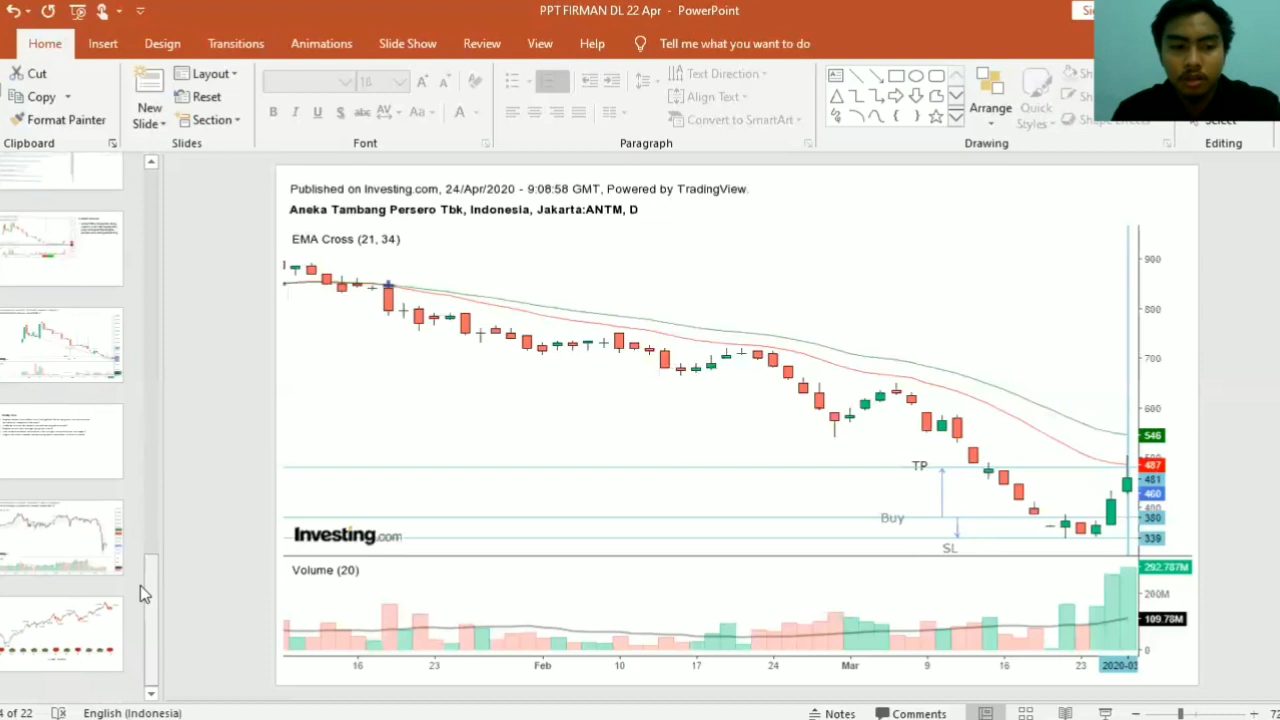 PPT FIRMAN DL 22 Apr - PowerPoint
Home Insert Design Transitions Animations Slide Show Review View Help Tell me what you want to do
Cut
Copy
Format Painter
Clipboard
New
Slide
Layout
Reset
Section
Slides
16
Font
Text Direction
Align Text
Convert to SmartArt
Paragraph
Arrange
Quick
Styles
Drawing
Select
Editing
Published on Investing.com, 24/Apr/2020 - 9:08:58 GMT, Powered by TradingView.
Aneka Tambang Persero Tbk, Indonesia, Jakarta:ANTM, D
EMA Cross (21, 34)
900
800
700
600
546
TP
487
481
460
400
Buy
380
Investing.com
339
SL
Volume (20)
292.787M
200M
109.78M
0
16 23 Feb 10 17 24 Mar 9 16 23 2020-03
4 of 22 English (Indonesia) Notes Comments 72